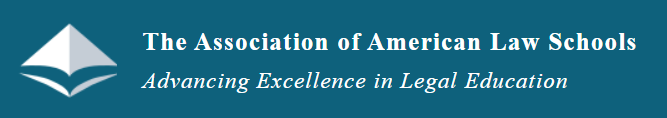 The Association of American Law Schools
Advancing Excellence in Legal Education